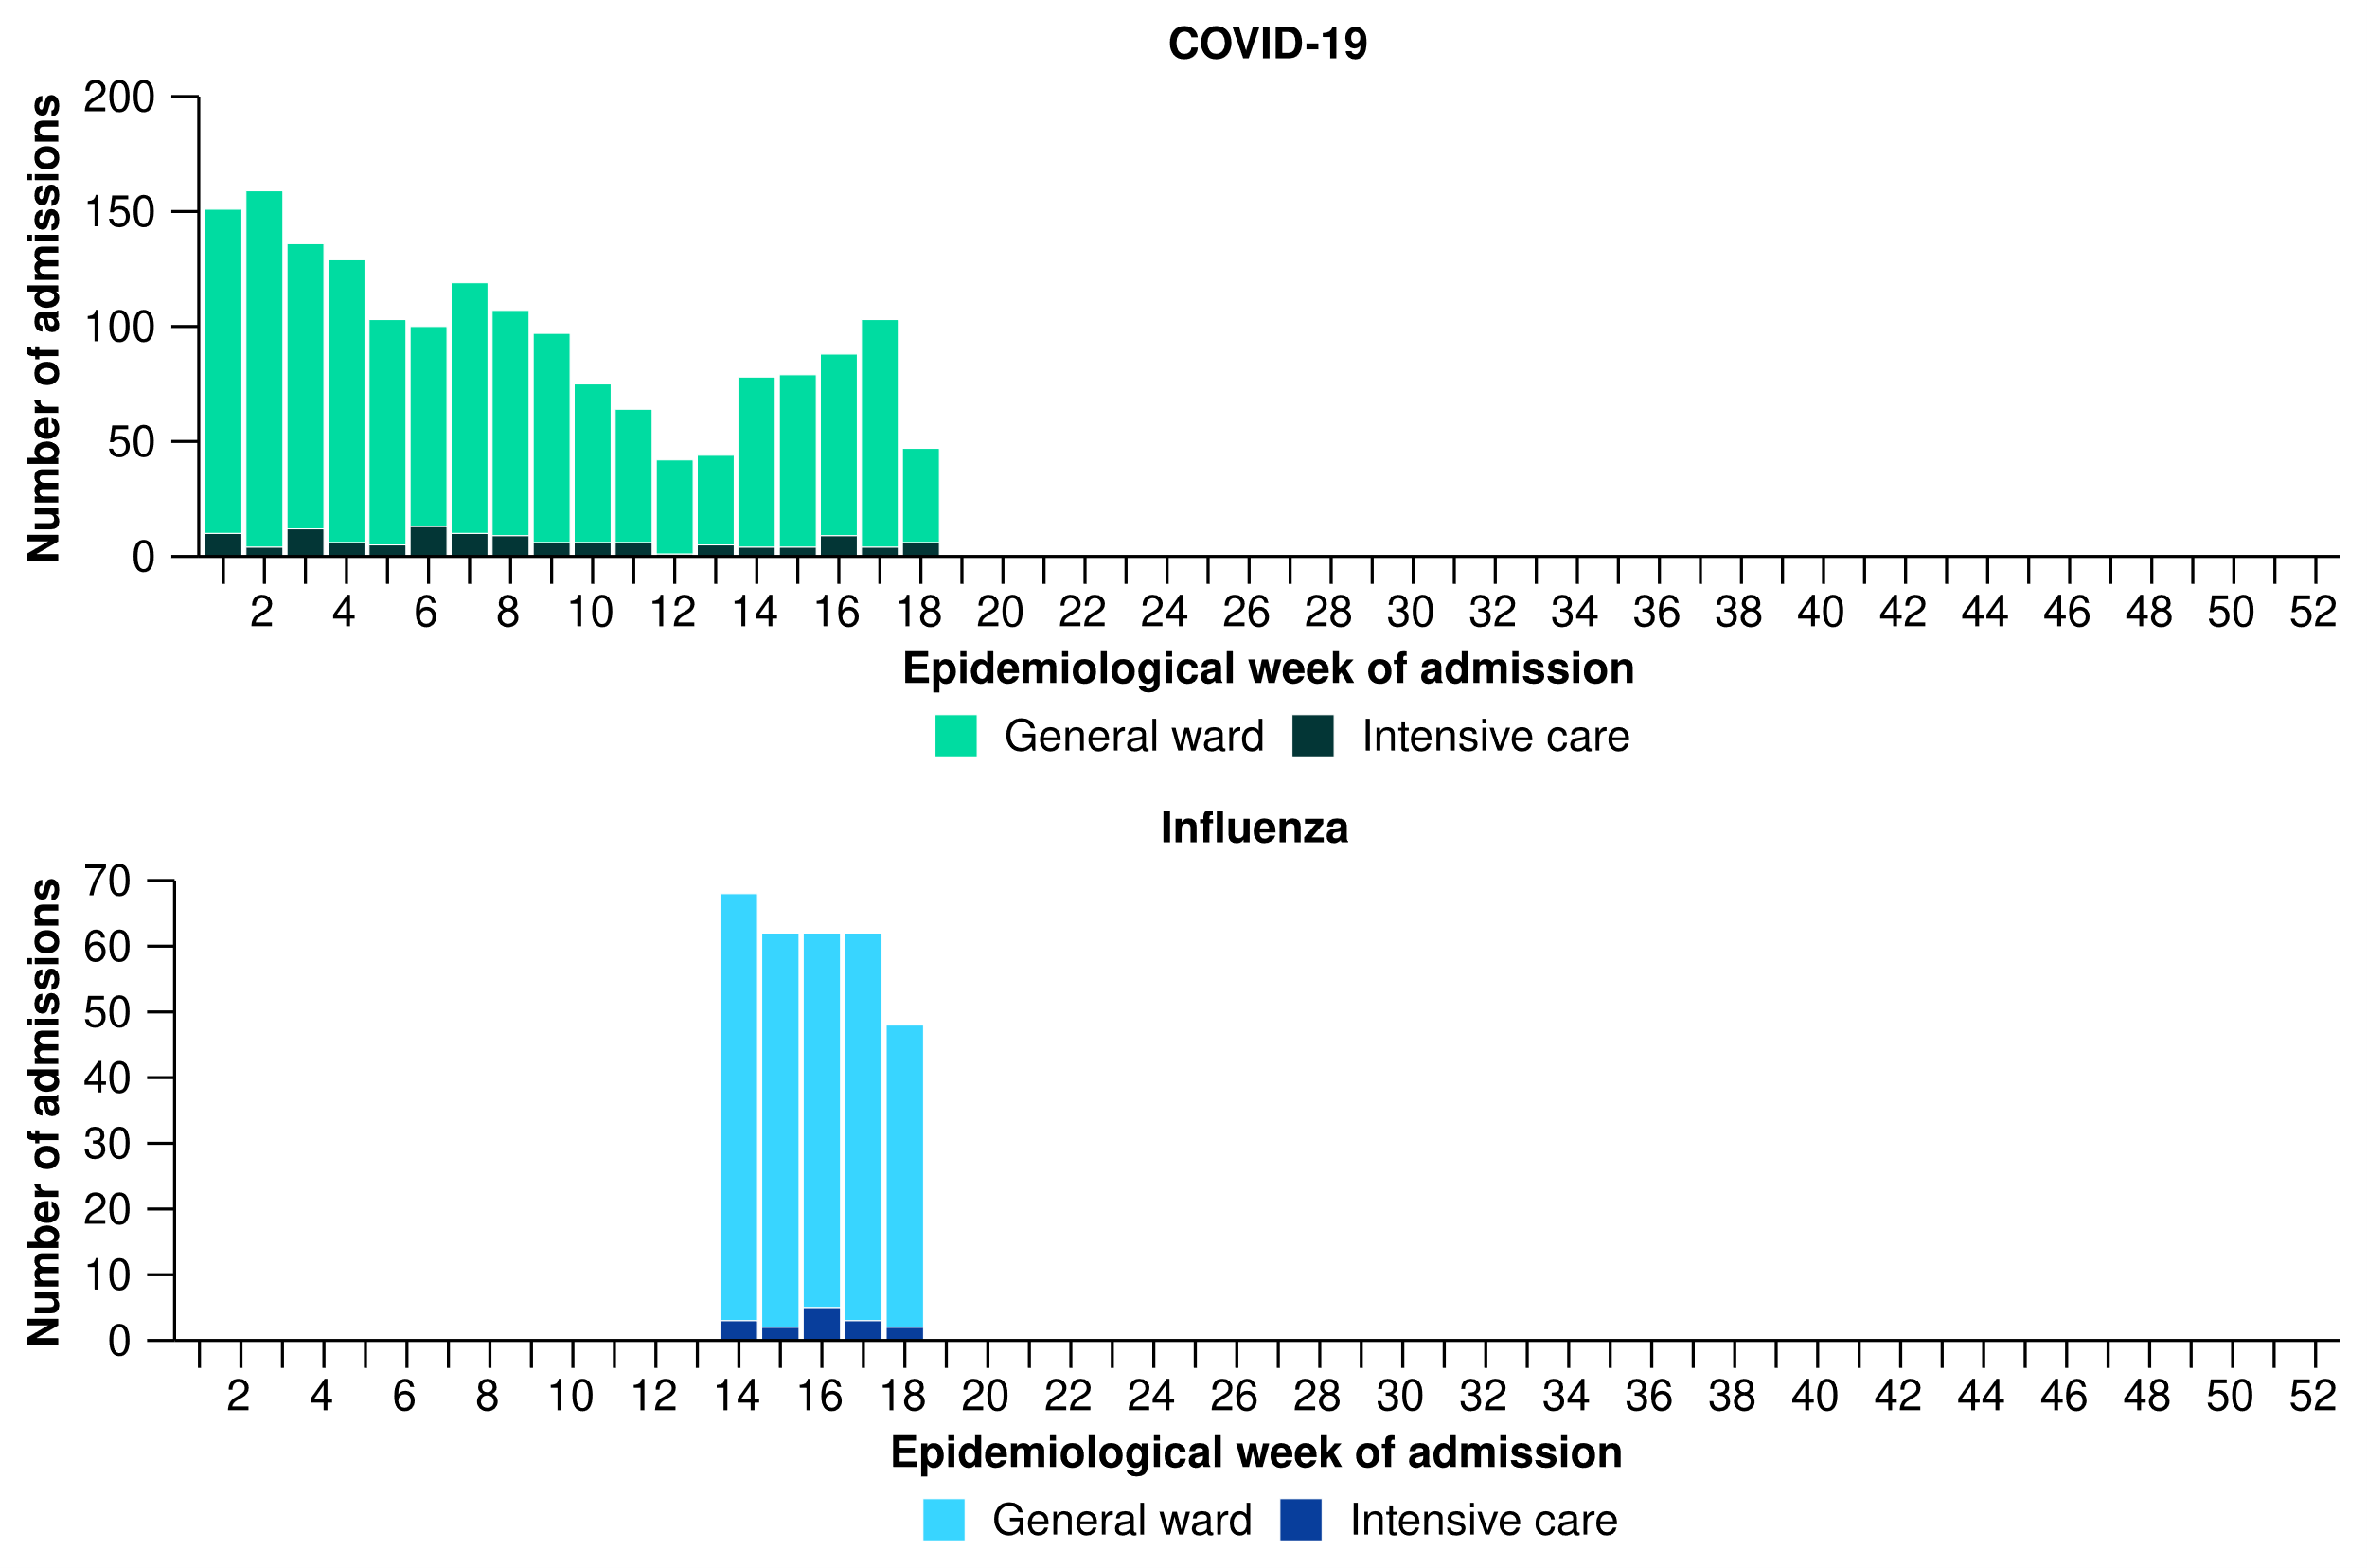 COVID-19
Number of admissions
200
150
100
50
0
2 4 6 8 10 12 14 16 18 20 22 24 26 28 30 32 34 36 38 40 42 44 46 48 50 52
Epidemiological week of admission
General ward Intensive care
Influenza
Number of admissions
70
60
50
40
30
20
10
0
2 4 6 8 10 12 14 16 18 20 22 24 26 28 30 32 34 36 38 40 42 44 46 48 50 52
Epidemiological week of admission
General ward Intensive care